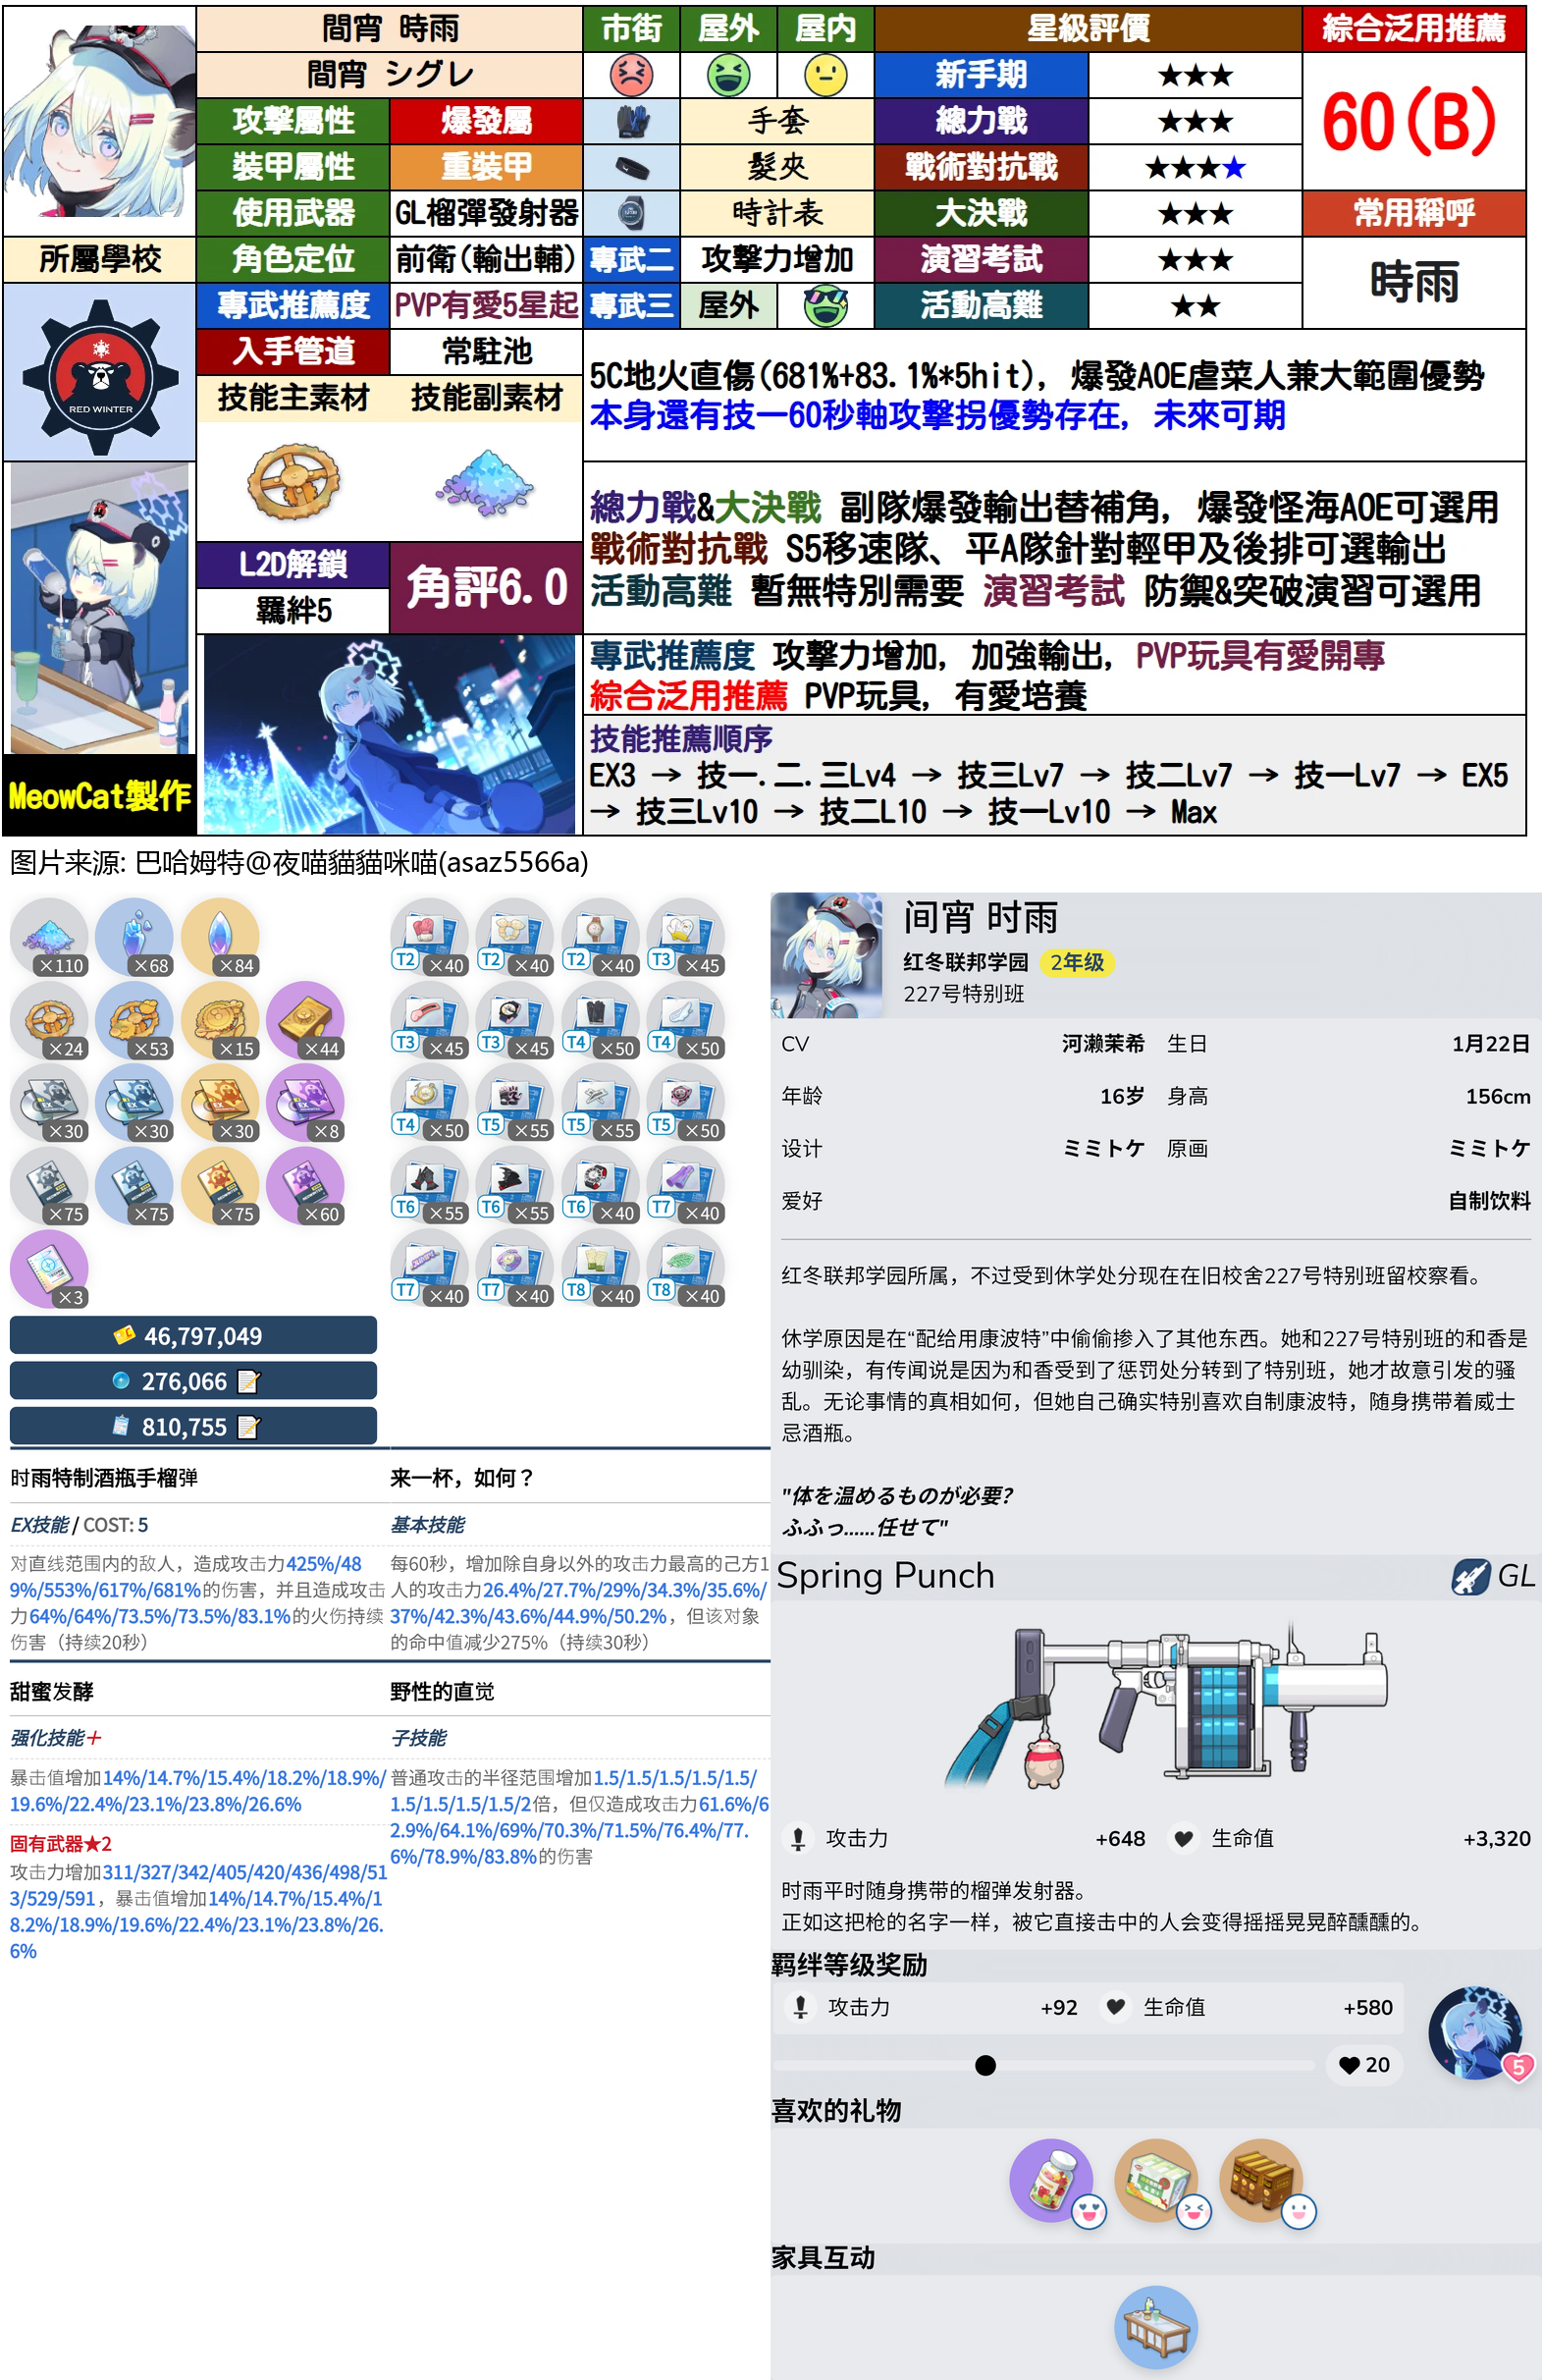 間宵 時雨
市街 屋外 屋内
星級評價
綜合泛用推薦
間宵 シグレ
新手期 ★★★
60(B)
攻擊屬性 爆發屬
手套
總力戰 ★★★
裝甲屬性 重裝甲
髮夾
戰術對抗戰 ★★★★
使用武器 GL榴彈發射器
時計表
大決戰 ★★★
常用稱呼
所屬學校
角色定位 前衛(輸出輔)
專武二 攻擊力增加
演習考試 ★★★
時雨
專武推薦度 PVP有愛5星起
專武三 屋外
活動高難 ★★
RED WINTER
入手管道 常駐池
技能主素材 技能副素材
5C地火直傷(681%+83.1%*5hit), 爆發AOE虐菜人兼大範圍優勢
本身還有技一60秒軸攻擊拐優勢存在, 未來可期
L2D解鎖
羈絆5
角評6.0
總力戰&大決戰 副隊爆發輸出替補角, 爆發怪海AOE可選用
戰術對抗戰 S5移速隊、平A隊針對輕甲及後排可選輸出
活動高難 暫無特別需要 演習考試 防禦&突破演習可選用
專武推薦度 攻擊力增加, 加強輸出, PVP玩具有愛開專
綜合泛用推薦 PVP玩具, 有愛培養
技能推薦順序
EX3 → 技一.二.三Lv4 → 技三Lv7 → 技二Lv7 → 技一Lv7 → EX5
→ 技三Lv10 → 技二L10 → 技一Lv10 → Max
MeowCat製作
图片来源: 巴哈姆特@夜喵貓貓咪喵(asaz5566a)
×110 ×68 ×84
×24 ×53 ×15 ×44
×30 ×30 ×30 ×8
×75 ×75 ×75 ×60
×3
T2 ×40 T2 ×40 T2 ×40 T3 ×45
T3 ×45 T3 ×45 T4 ×50 T4 ×50
T4 ×50 T5 ×55 T5 ×55 T5 ×50
T6 ×55 T6 ×55 T6 ×40 T7 ×40
T7 ×40 T7 ×40 T8 ×40 T8 ×40
46,797,049
276,066
810,755
时雨特制酒瓶手榴弹
EX技能 / COST: 5
对直线范围内的敌人，造成攻击力425%/48
9%/553%/617%/681%的伤害，并且造成攻击
力64%/64%/73.5%/73.5%/83.1%的火伤持续
伤害（持续20秒）
来一杯，如何？
基本技能
每60秒，增加除自身以外的攻击力最高的己方1
人的攻击力26.4%/27.7%/29%/34.3%/35.6%/
37%/42.3%/43.6%/44.9%/50.2%，但该对象
的命中值减少275%（持续30秒）
甜蜜发酵
强化技能＋
暴击值增加14%/14.7%/15.4%/18.2%/18.9%/
19.6%/22.4%/23.1%/23.8%/26.6%
固有武器★2
攻击力增加311/327/342/405/420/436/498/51
3/529/591，暴击值增加14%/14.7%/15.4%/1
8.2%/18.9%/19.6%/22.4%/23.1%/23.8%/26.
6%
野性的直觉
子技能
普通攻击的半径范围增加1.5/1.5/1.5/1.5/1.5/
1.5/1.5/1.5/1.5/2倍，但仅造成攻击力61.6%/6
2.9%/64.1%/69%/70.3%/71.5%/76.4%/77.
6%/78.9%/83.8%的伤害
间宵 时雨
红冬联邦学园 2年级
227号特别班
CV 河濑茉希 生日 1月22日
年龄 16岁 身高 156cm
设计 ミミトケ 原画 ミミトケ
爱好 自制饮料
红冬联邦学园所属，不过受到休学处分现在在旧校舍227号特别班留校察看。
休学原因是在“配给用康波特”中偷偷掺入了其他东西。她和227号特别班的和香是
幼驯染，有传闻说是因为和香受到了惩罚处分转到了特别班，她才故意引发的骚
乱。无论事情的真相如何，但她自己确实特别喜欢自制康波特，随身携带着威士
忌酒瓶。
"体を温めるものが必要?
ふふっ……任せて"
Spring Punch
GL
攻击力 +648 生命值 +3,320
时雨平时随身携带的榴弹发射器。
正如这把枪的名字一样，被它直接击中的人会变得摇摇晃晃醉醺醺的。
羁绊等级奖励
攻击力 +92 生命值 +580
20
5
喜欢的礼物
家具互动